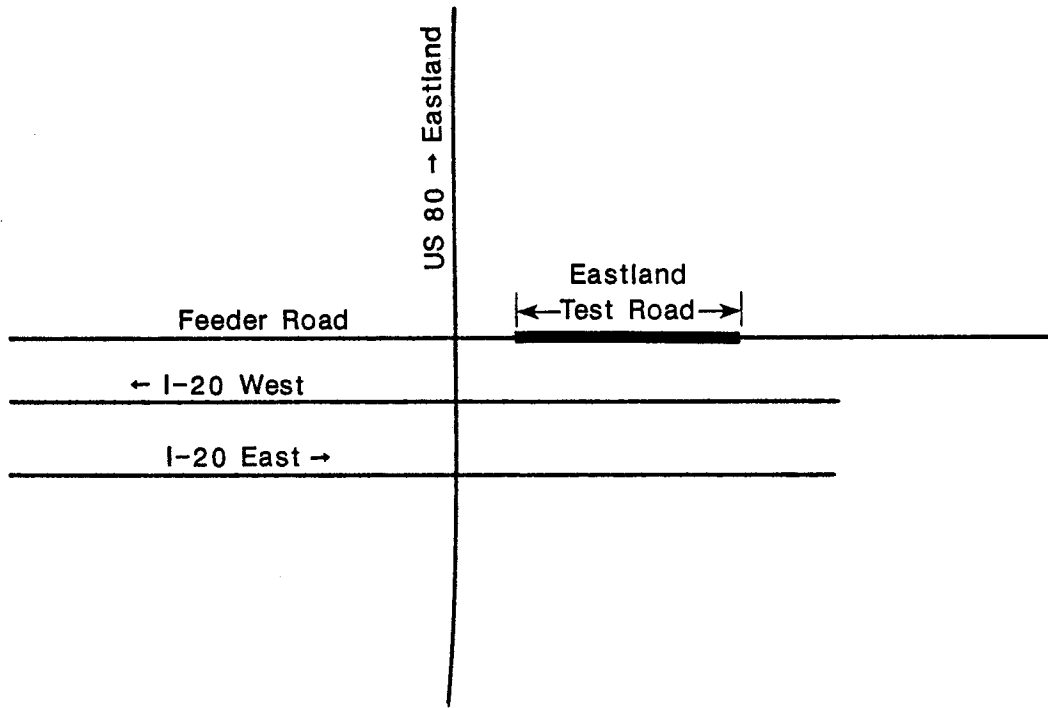 US 80 → Eastland
Eastland
Test Road
Feeder Road
← I-20 West
I-20 East →